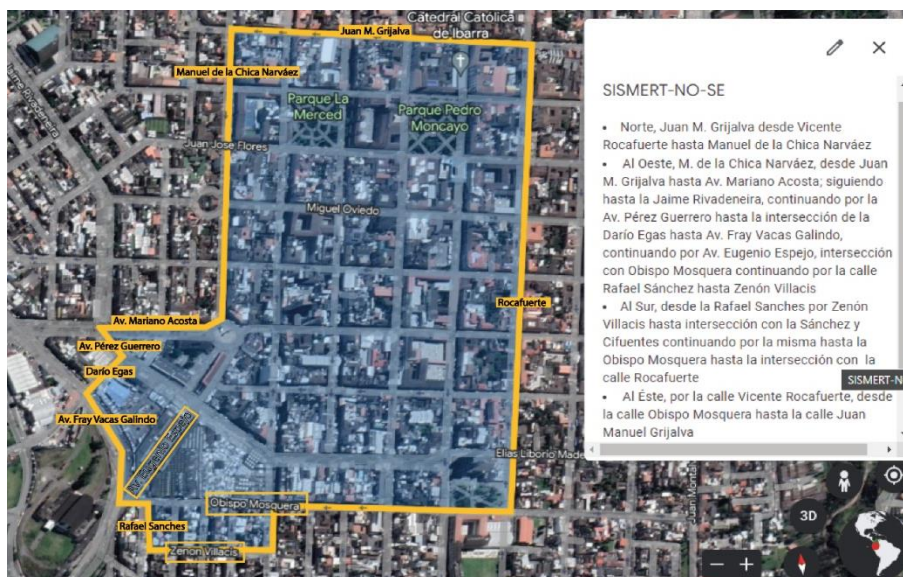 Catedral Católica
de Ibarra
Juan M. Grijalva
Manuel de la Chica Narváez
Parque La
Merced
Parque Pedro
Moncayo
Juan José Flores
Miguel Oviedo
Rocafuerte
Av. Mariano Acosta
Av. Pérez Guerrero
Darío Egas
Av. Fray Vacas Galindo
Elías Liborio Made
Obispo Mosquera
Rafael Sanches
Zenón Villacis
Juan Montal
SISMERT-NO-SE
• Norte, Juan M. Grijalva desde Vicente
Rocafuerte hasta Manuel de la Chica Narváez
• Al Oeste, M. de la Chica Narváez, desde Juan
M. Grijalva hasta Av. Mariano Acosta; siguiendo
hasta la Jaime Rivadeneira, continuando por la
Av. Pérez Guerrero hasta la intersección de la
Darío Egas hasta Av. Fray Vacas Galindo,
continuando por Av. Eugenio Espejo, intersección
con Obispo Mosquera continuando por la calle
Rafael Sánchez hasta Zenón Villacis
• Al Sur, desde la Rafael Sanches por Zenón
Villacis hasta intersección con la Sánchez y
Cifuentes continuando por la misma hasta la
Obispo Mosquera hasta la intersección con la
calle Rocafuerte
SISMERT-N
• Al Éste, por la calle Vicente Rocafuerte, desde
la calle Obispo Mosquera hasta la calle Juan
Manuel Grijalva
3D